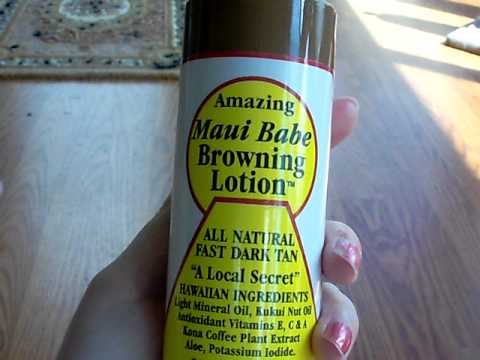 Amazing
Maui Babe
Browning
Lotion™
ALL NATURAL
FAST DARK TAN
"A Local Secret"
HAWAIIAN INGREDIENTS
Light Mineral Oil, Kukui Nut Oil
Antioxidant Vitamins E, C & A
Kona Coffee Plant Extract
Aloe, Potassium Iodide.